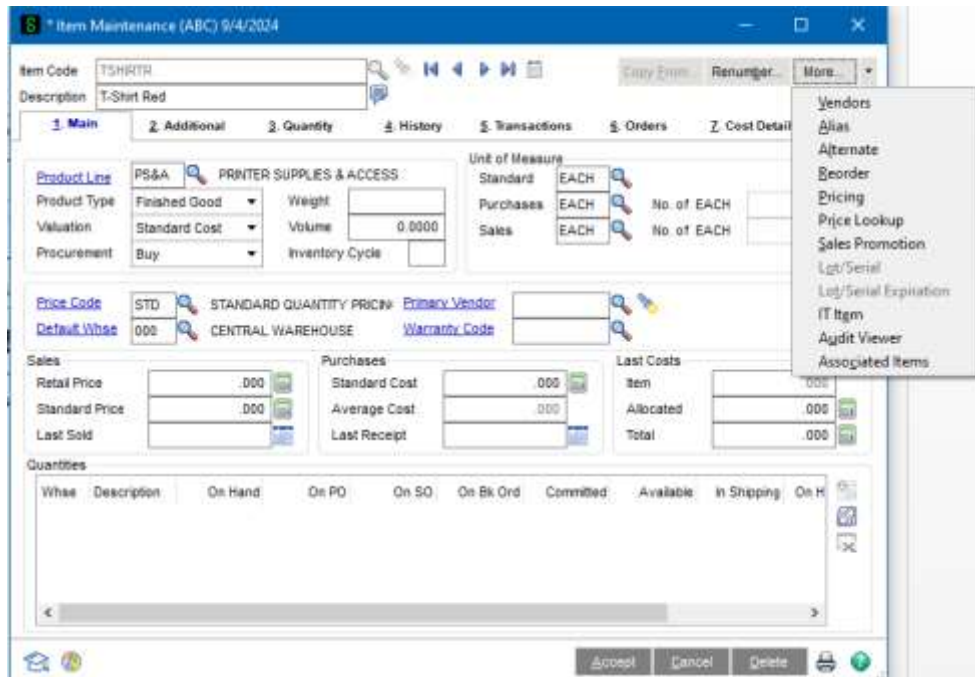 S * Item Maintenance (ABC) 9/4/2024
Item Code TSHIRTR
Copy From... Renumber... More...
Description T-Shirt Red
1. Main 2. Additional 3. Quantity 4. History 5. Transactions 6. Orders 7. Cost Detail
Vendors
Alias
Alternate
Reorder
Pricing
Price Lookup
Sales Promotion
Lot/Serial
Lot/Serial Expiration
IT Item
Audit Viewer
Associated Items
Product Line PS&A PRINTER SUPPLIES & ACCESS
Product Type Finished Good Weight
Valuation Standard Cost Volume 0.0000
Procurement Buy Inventory Cycle
Unit of Measure
Standard EACH
Purchases EACH No. of EACH
Sales EACH No. of EACH
Price Code STD STANDARD QUANTITY PRICIN Primary Vendor
Default Whse 000 CENTRAL WAREHOUSE Warranty Code
Sales
Retail Price .000
Standard Price .000
Last Sold
Purchases
Standard Cost .000
Average Cost .000
Last Receipt
Last Costs
Item .000
Allocated .000
Total .000
Quantities
Whse Description On Hand On PO On SO On Bk Ord Committed Available In Shipping On H
Accept Cancel Delete